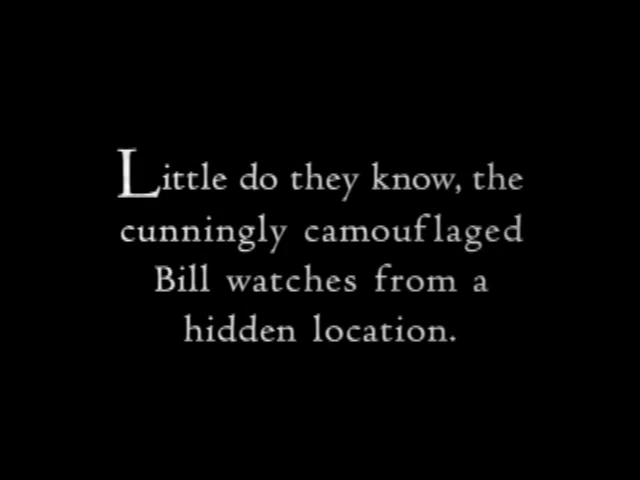 Little do they know, the
cunningly camouflaged
Bill watches from a
hidden location.